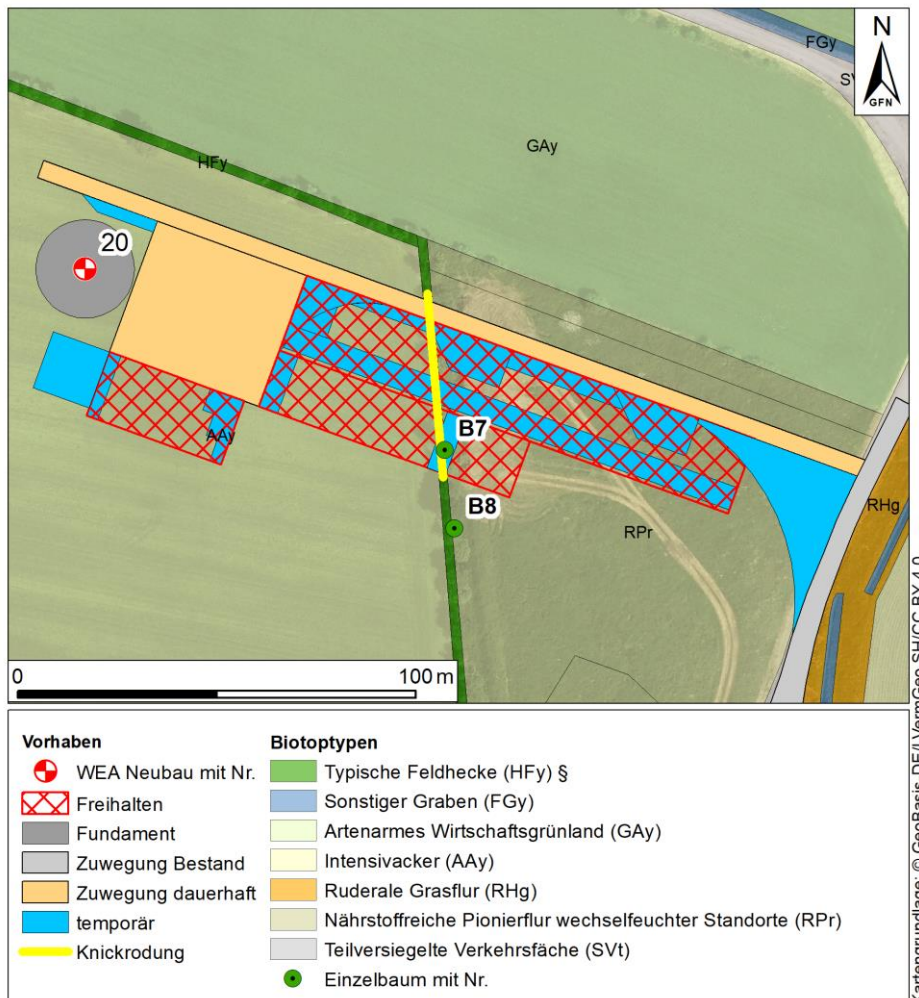 N
GFN
FGy
SV
GAy
HFy
20
B7
AAy
B8
RHg
RPr
0
100 m
Vorhaben
WEA Neubau mit Nr.
Freihalten
Fundament
Zuwegung Bestand
Zuwegung dauerhaft
temporär
Knickrodung
Biotoptypen
Typische Feldhecke (HFy) §
Sonstiger Graben (FGy)
Artenarmes Wirtschaftsgrünland (GAy)
Intensivacker (AAy)
Ruderale Grasflur (RHg)
Nährstoffreiche Pionierflur wechselfeuchter Standorte (RPr)
Teilversiegelte Verkehrsfäche (SVt)
Einzelbaum mit Nr.
Kartengrundlage: © GeoBasis-DE/LVermGeo SH/CC BY 4.0